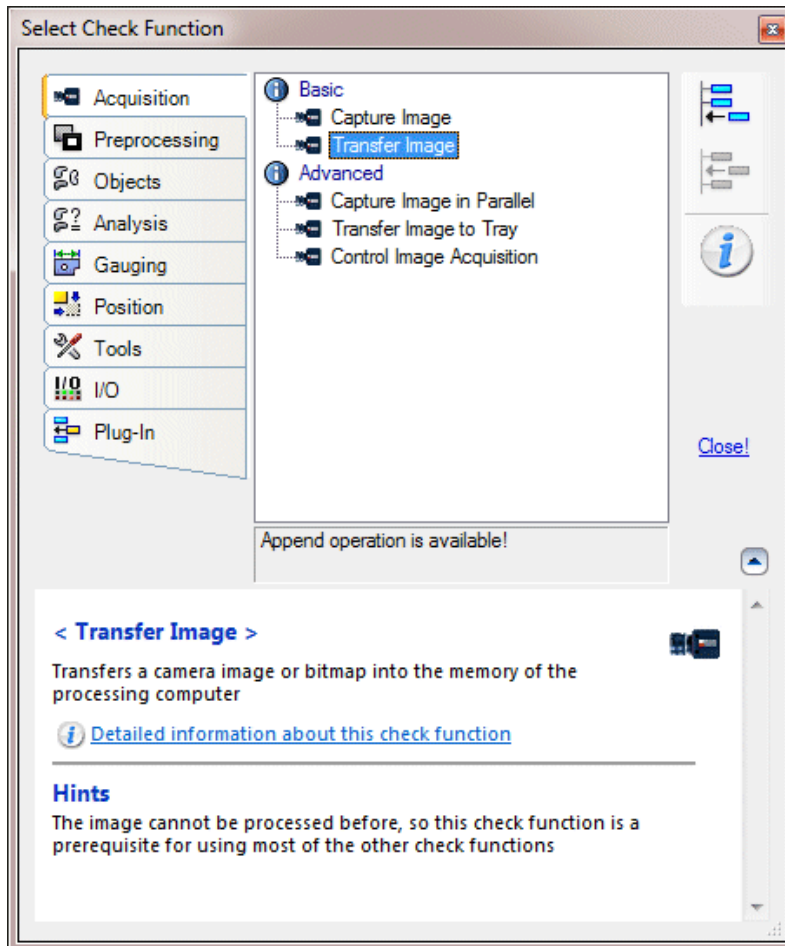 Select Check Function
Acquisition
Preprocessing
Objects
Analysis
Gauging
Position
Tools
I/O
Plug-In
Basic
Capture Image
Transfer Image
Advanced
Capture Image in Parallel
Transfer Image to Tray
Control Image Acquisition
Close!
Append operation is available!
< Transfer Image >
Transfers a camera image or bitmap into the memory of the
processing computer
Detailed information about this check function
Hints
The image cannot be processed before, so this check function is a
prerequisite for using most of the other check functions